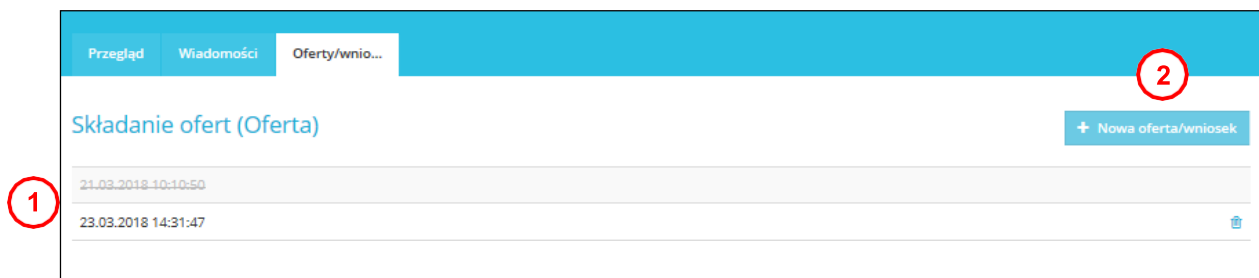 Przegląd Wiadomości Oferty/wnio...
2
Składanie ofert (Oferta)
+ Nowa oferta/wniosek
21.03.2018 10:10:50
1
23.03.2018 14:31:47